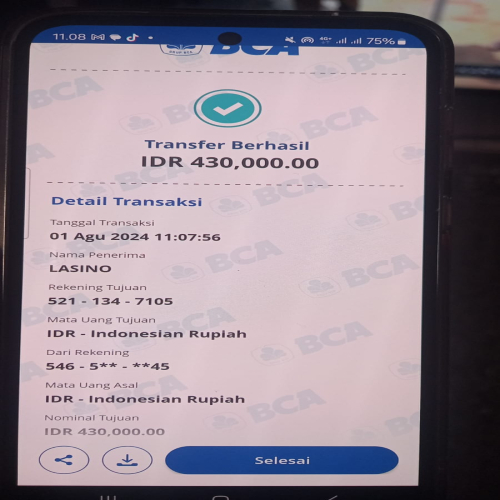 11.08
4G+
75%
BCA
Transfer Berhasil
IDR 430,000.00
Detail Transaksi
Tanggal Transaksi
01 Agu 2024 11:07:56
Nama Penerima
LASINO
Rekening Tujuan
521 - 134 - 7105
Mata Uang Tujuan
IDR - Indonesian Rupiah
Dari Rekening
546 - 5** - **45
Mata Uang Asal
IDR - Indonesian Rupiah
Nominal Tujuan
IDR 430,000.00
Selesai